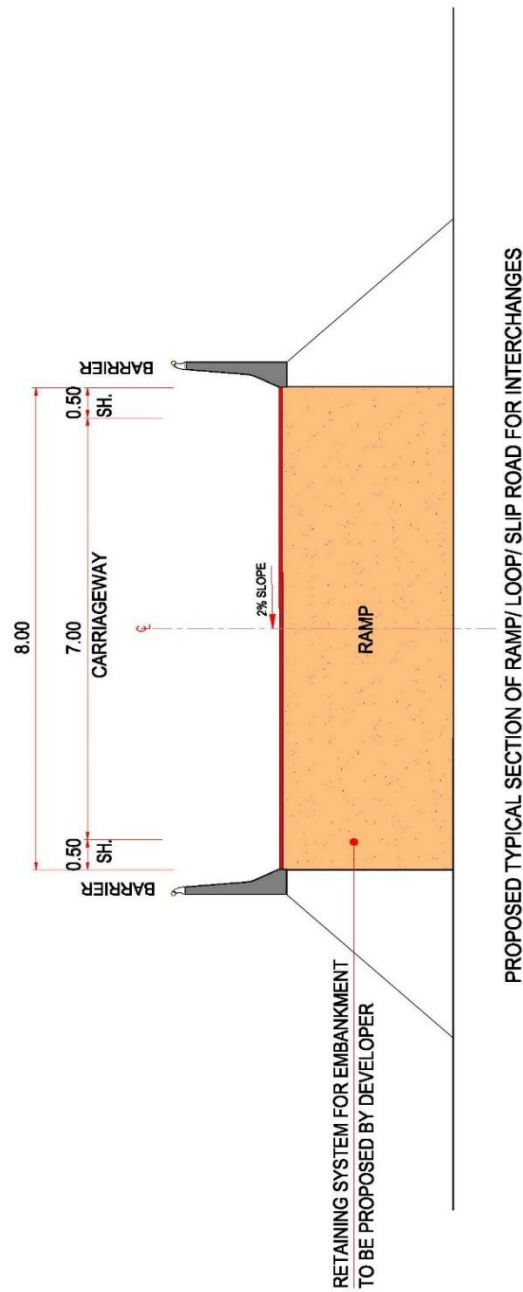 8.00
0.50
7.00
0.50
SH.
CARRIAGEWAY
SH.
BARRIER
BARRIER
℄
2% SLOPE
RAMP
RETAINING SYSTEM FOR EMBANKMENT
TO BE PROPOSED BY DEVELOPER
PROPOSED TYPICAL SECTION OF RAMP/ LOOP/ SLIP ROAD FOR INTERCHANGES